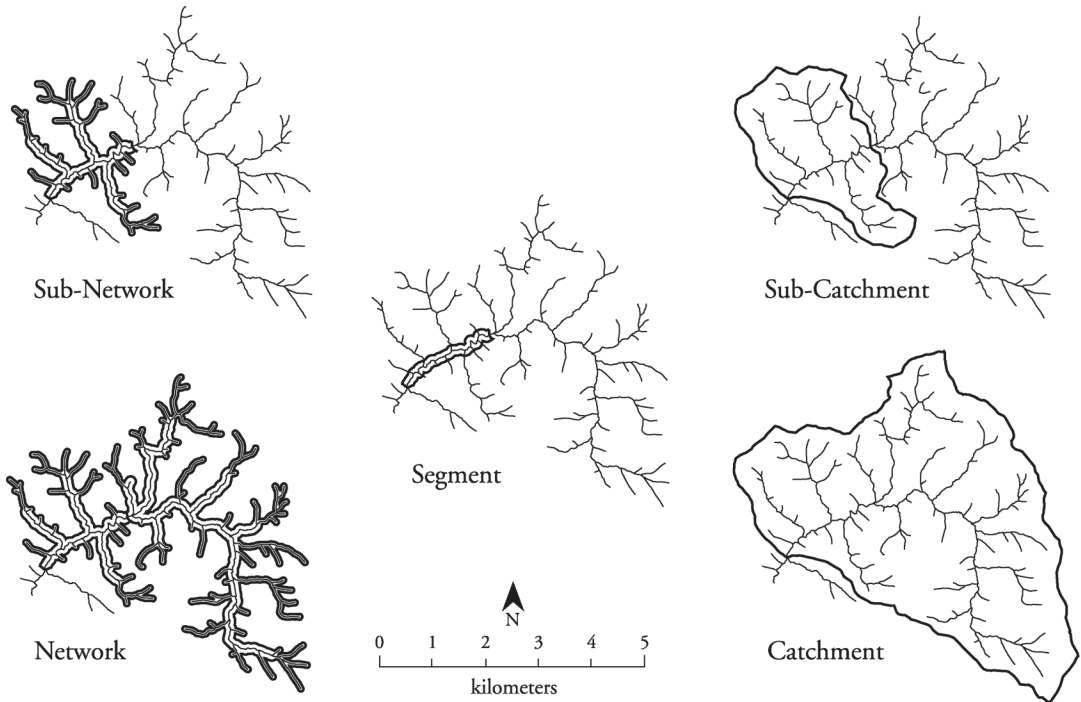 Sub-Network
Sub-Catchment
Segment
Network
N
0 1 2 3 4 5
kilometers
Catchment